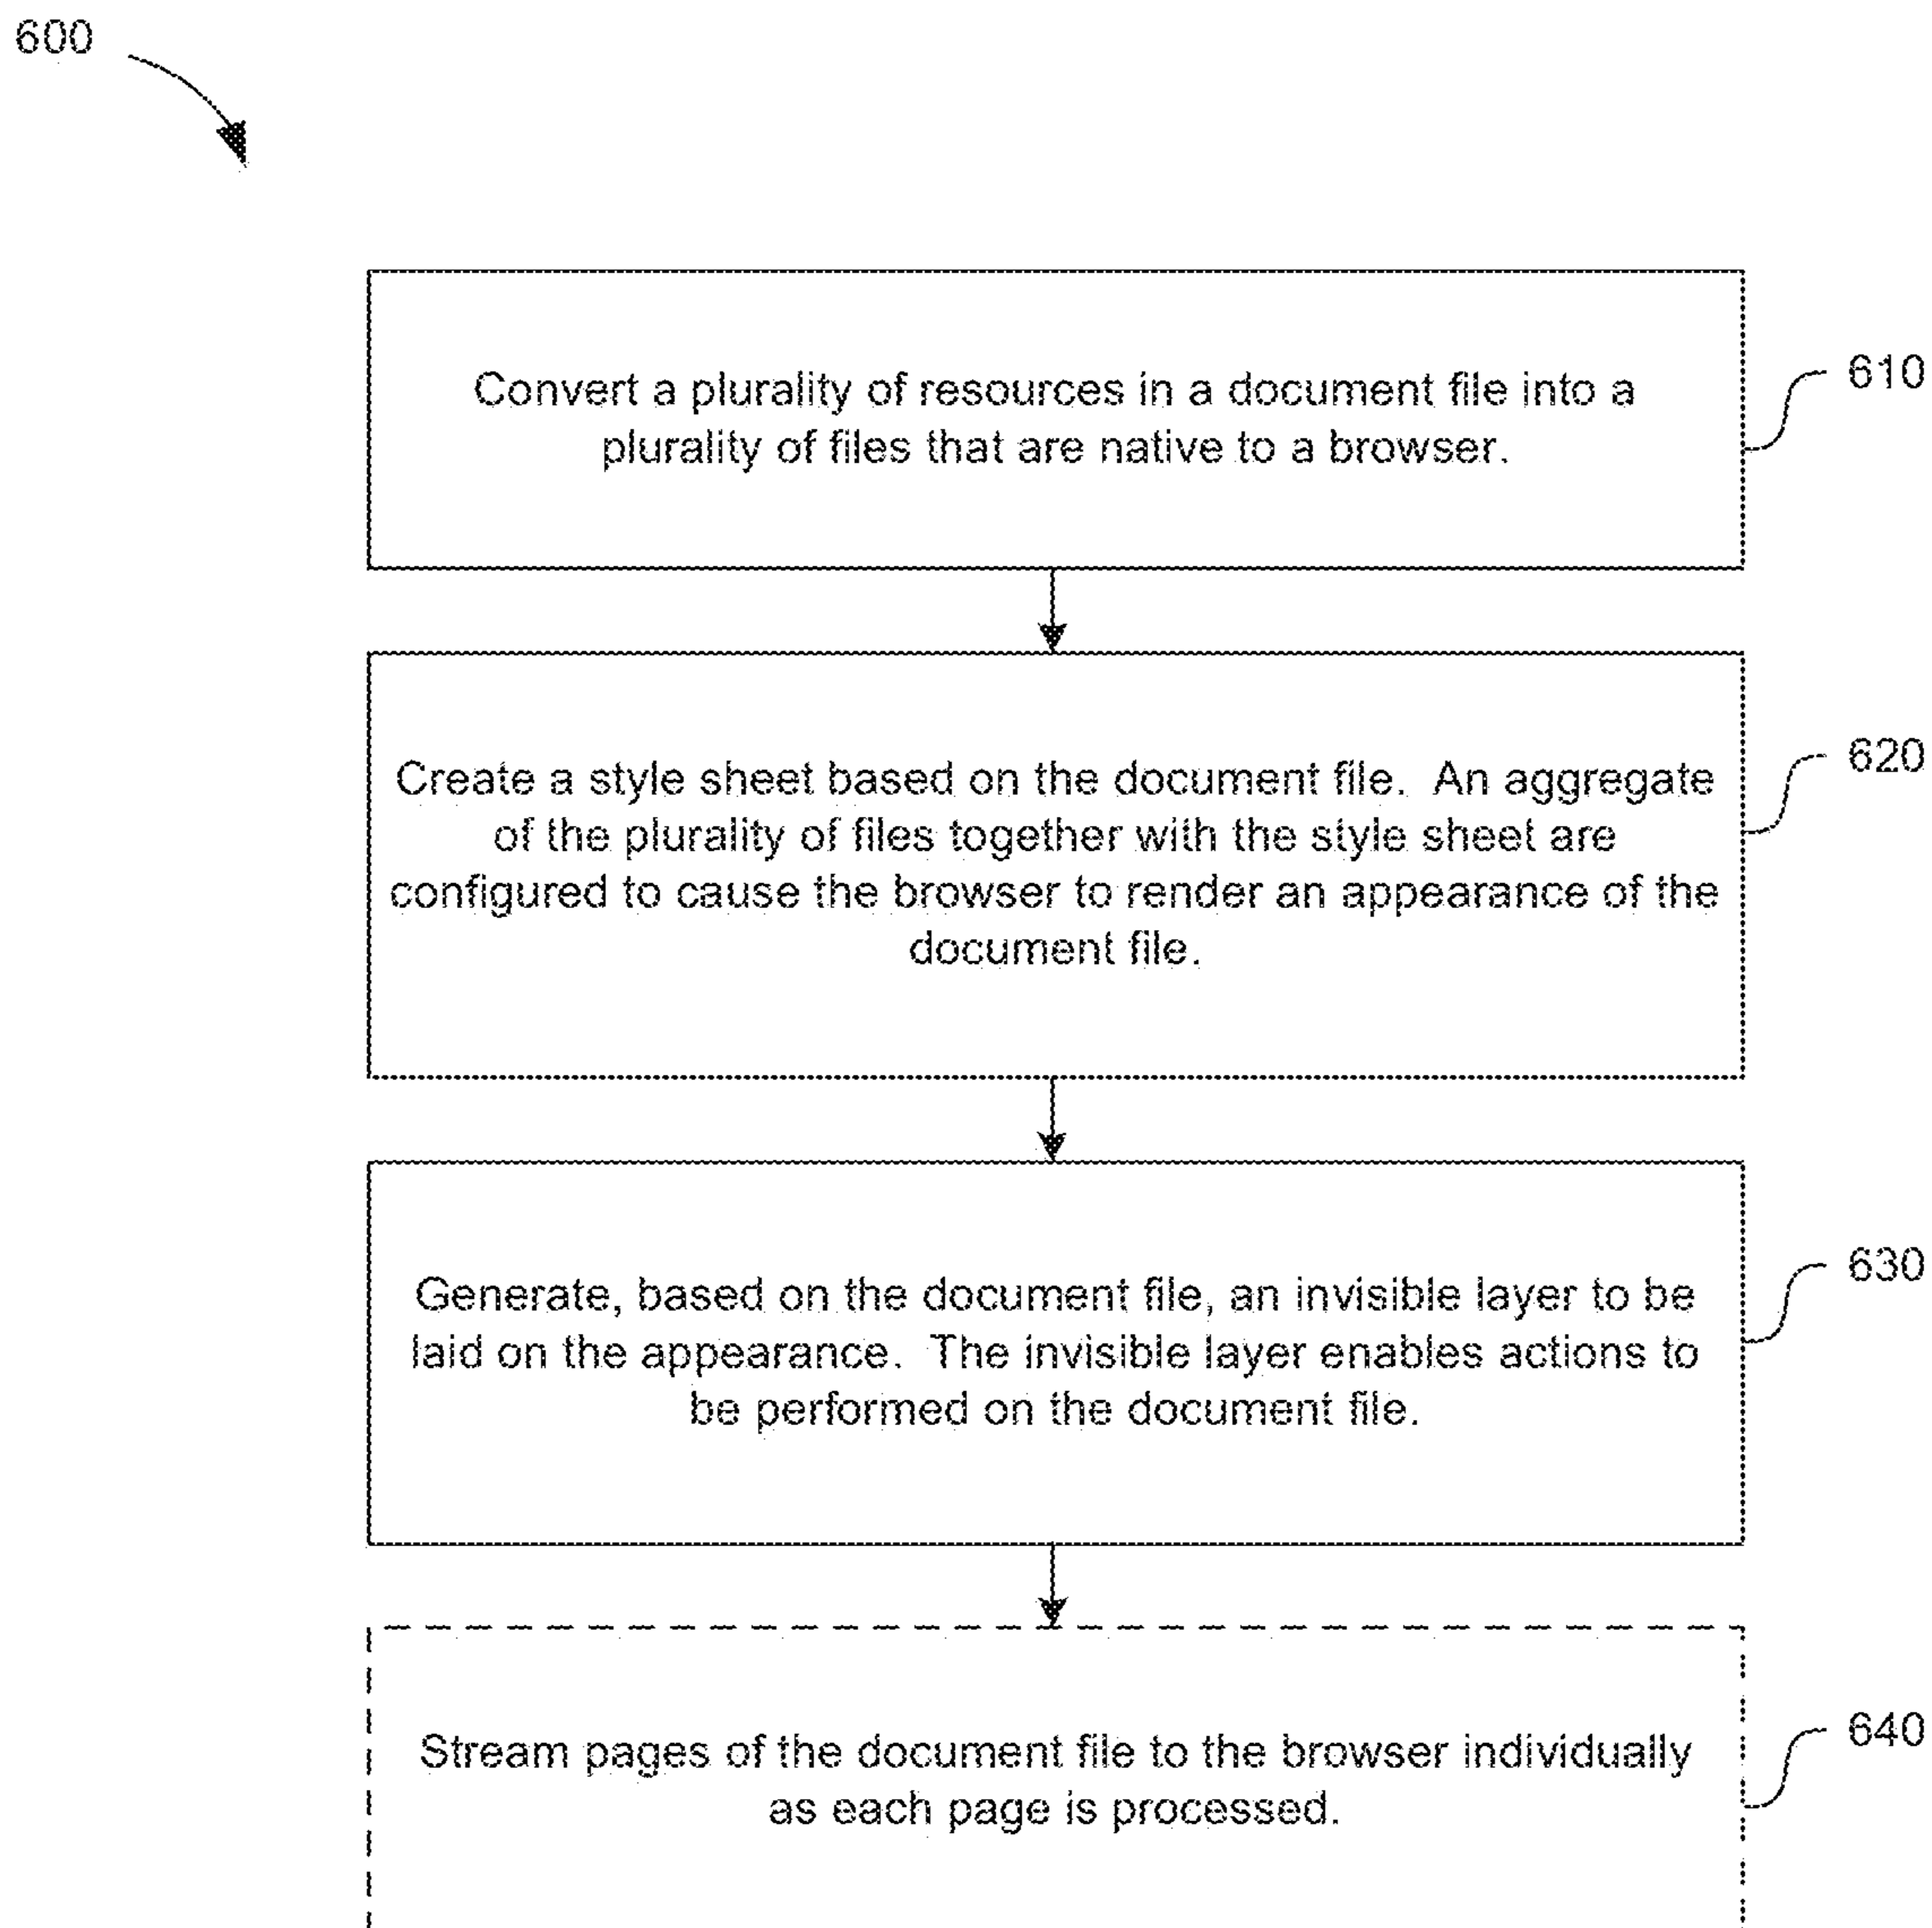 600
Convert a plurality of resources in a document file into a
plurality of files that are native to a browser.
610
Create a style sheet based on the document file.  An aggregate
of the plurality of files together with the style sheet are
configured to cause the browser to render an appearance of the
document file.
620
Generate, based on the document file, an invisible layer to be
laid on the appearance.  The invisible layer enables actions to
be performed on the document file.
630
Stream pages of the document file to the browser individually
as each page is processed.
640